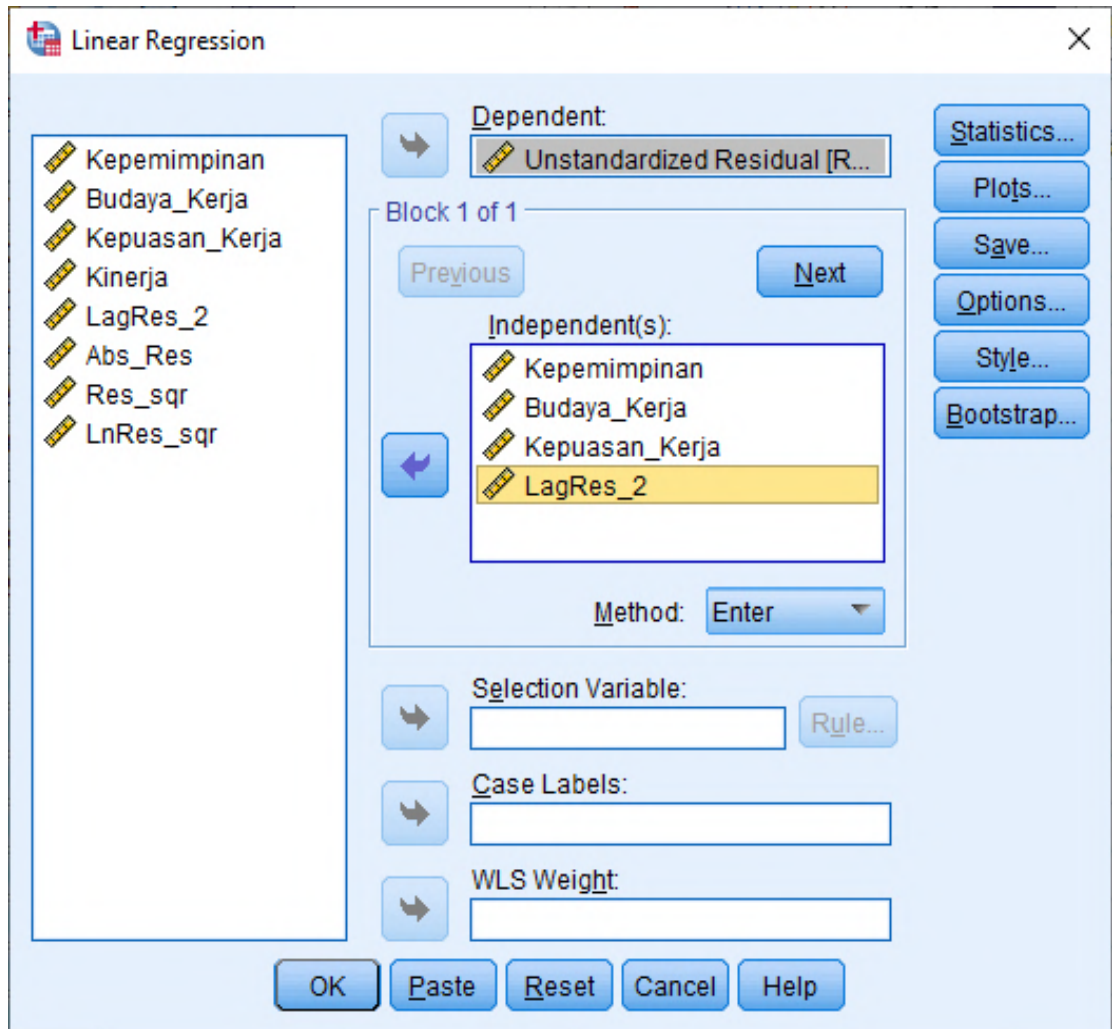 Linear Regression
Kepemimpinan
Budaya_Kerja
Kepuasan_Kerja
Kinerja
LagRes_2
Abs_Res
Res_sqr
LnRes_sqr
Dependent:
Unstandardized Residual [R...
Block 1 of 1
Previous
Next
Independent(s):
Kepemimpinan
Budaya_Kerja
Kepuasan_Kerja
LagRes_2
Method: Enter
Selection Variable:
Rule...
Case Labels:
WLS Weight:
Statistics...
Plots...
Save...
Options...
Style...
Bootstrap...
OK Paste Reset Cancel Help